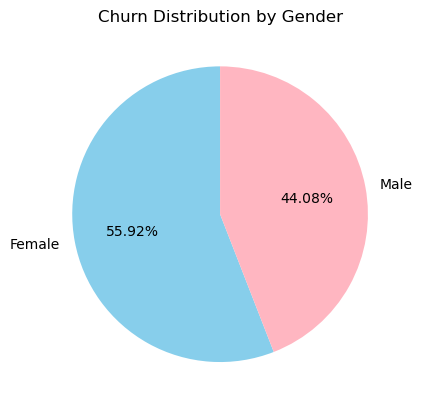 Churn Distribution by Gender
Male
44.08%
55.92%
Female